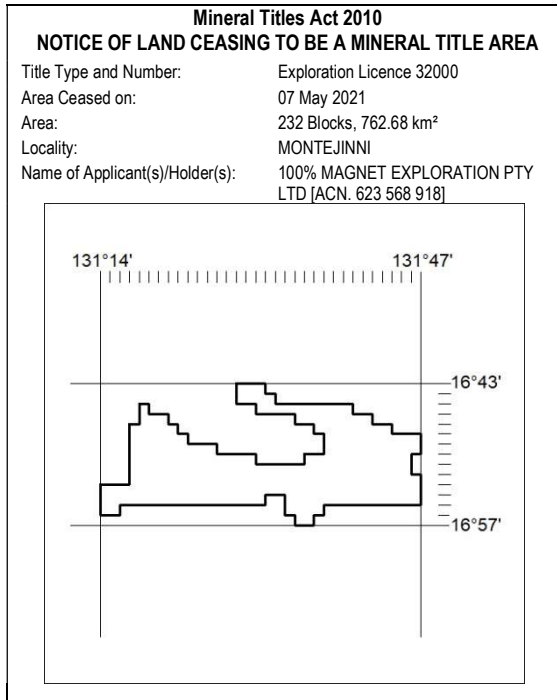 Mineral Titles Act 2010
NOTICE OF LAND CEASING TO BE A MINERAL TITLE AREA
Title Type and Number: Exploration Licence 32000
Area Ceased on: 07 May 2021
Area: 232 Blocks, 762.68 km²
Locality: MONTEJINNI
Name of Applicant(s)/Holder(s): 100% MAGNET EXPLORATION PTY
LTD [ACN. 623 568 918]
131°14' 131°47'
16°43'
16°57'